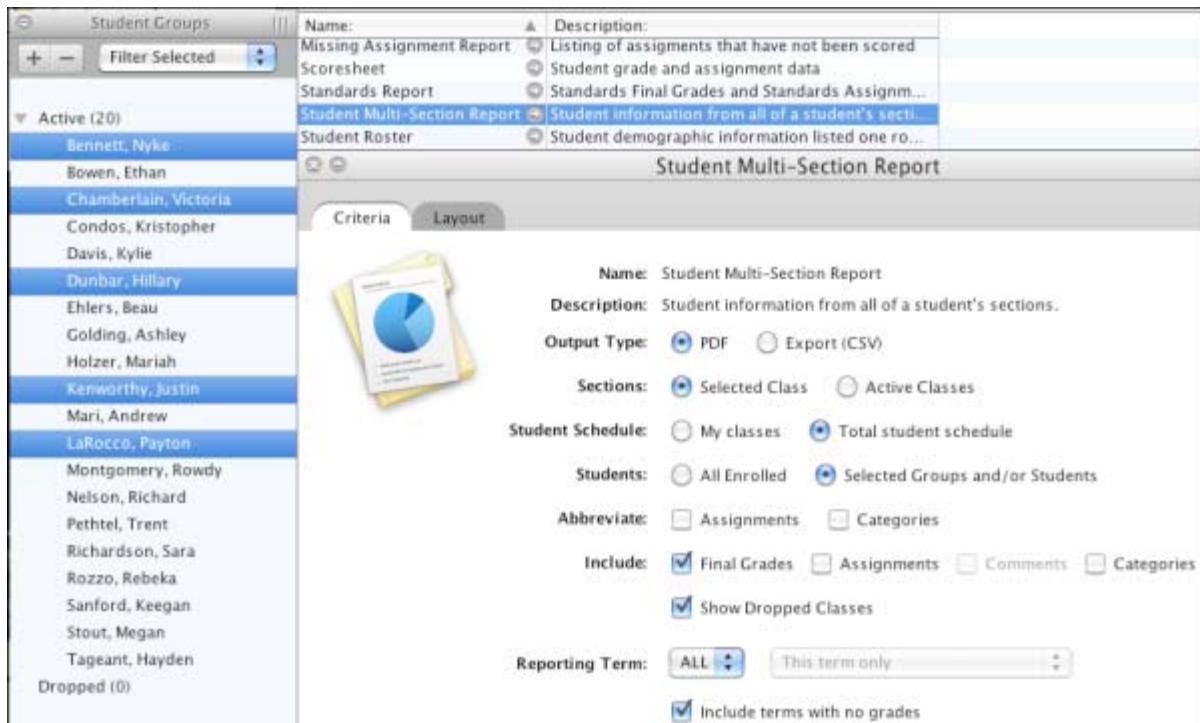 Student Groups
+ − Filter Selected
Active (20)
Bennett, Nyke
Bowen, Ethan
Chamberlain, Victoria
Condos, Kristopher
Davis, Kylie
Dunbar, Hillary
Ehlers, Beau
Golding, Ashley
Holzer, Mariah
Kenworthy, Justin
Mari, Andrew
LaRocco, Payton
Montgomery, Rowdy
Nelson, Richard
Pethtel, Trent
Richardson, Sara
Rozzo, Rebeka
Sanford, Keegan
Stout, Megan
Tageant, Hayden
Dropped (0)
Name: Description:
Missing Assignment Report Listing of assigments that have not been scored
Scoresheet Student grade and assignment data
Standards Report Standards Final Grades and Standards Assignm...
Student Multi-Section Report Student information from all of a student's secti...
Student Roster Student demographic information listed one ro...
Student Multi-Section Report
Criteria Layout
Name: Student Multi-Section Report
Description: Student information from all of a student's sections.
Output Type: PDF Export (CSV)
Sections: Selected Class Active Classes
Student Schedule: My classes Total student schedule
Students: All Enrolled Selected Groups and/or Students
Abbreviate: Assignments Categories
Include: Final Grades Assignments Comments Categories
Show Dropped Classes
Reporting Term: ALL This term only
Include terms with no grades